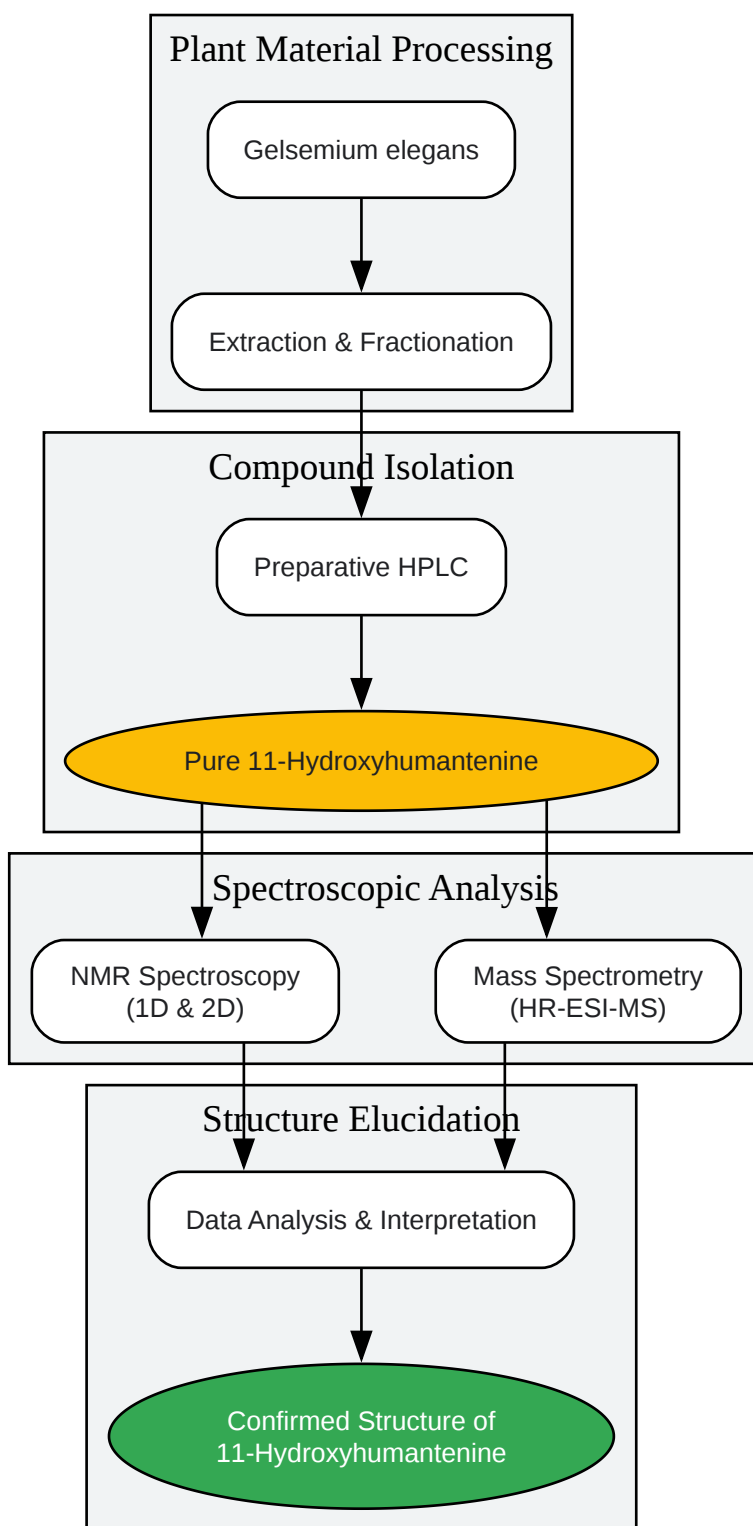 Plant Material Processing
Gelsemium elegans
Extraction & Fractionation
Compound Isolation
Preparative HPLC
Pure 11-Hydroxyhumantenine
Spectroscopic Analysis
NMR Spectroscopy
(1D & 2D)
Mass Spectrometry
(HR-ESI-MS)
Structure Elucidation
Data Analysis & Interpretation
Confirmed Structure of
11-Hydroxyhumantenine